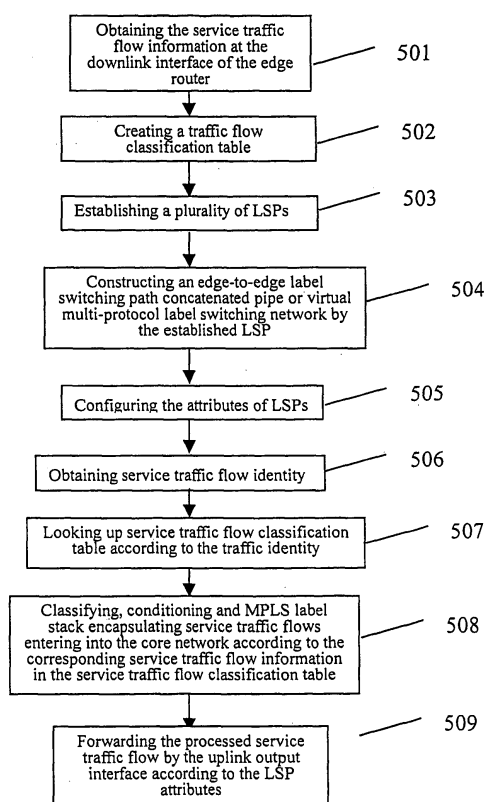 Obtaining the service traffic
flow information at the
downlink interface of the edge
router
501
Creating a traffic flow
classification table
502
Establishing a plurality of LSPs
503
Constructing an edge-to-edge label
switching path concatenated pipe or virtual
multi-protocol label switching network by
the established LSP
504
Configuring the attributes of LSPs
505
Obtaining service traffic flow identity
506
Looking up service traffic flow classification
table according to the traffic identity
507
Classifying, conditioning and MPLS label
stack encapsulating service traffic flows
entering into the core network according to the
corresponding service traffic flow information
in the service traffic flow classification table
508
Forwarding the processed service
traffic flow by the uplink output
interface according to the LSP
attributes
509